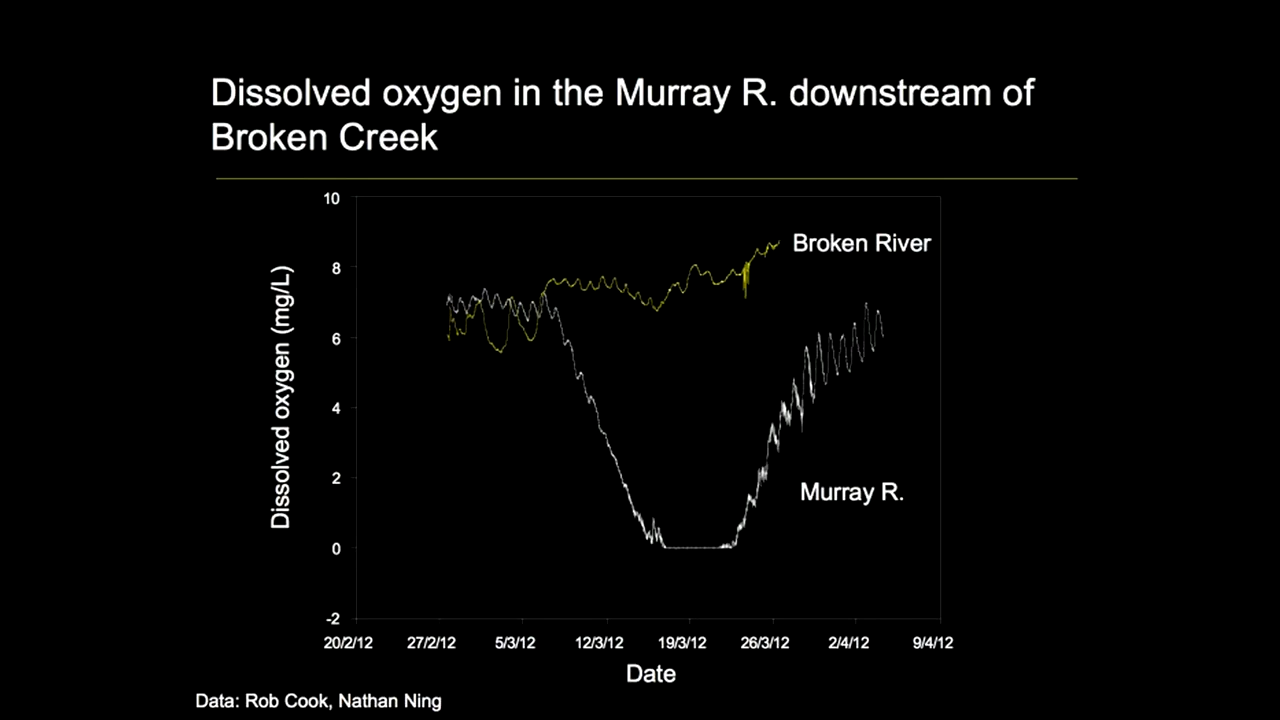 Dissolved oxygen in the Murray R. downstream of
Broken Creek
10
8
6
4
2
0
-2
Dissolved oxygen (mg/L)
Broken River
Murray R.
20/2/12 27/2/12 5/3/12 12/3/12 19/3/12 26/3/12 2/4/12 9/4/12
Date
Data: Rob Cook, Nathan Ning